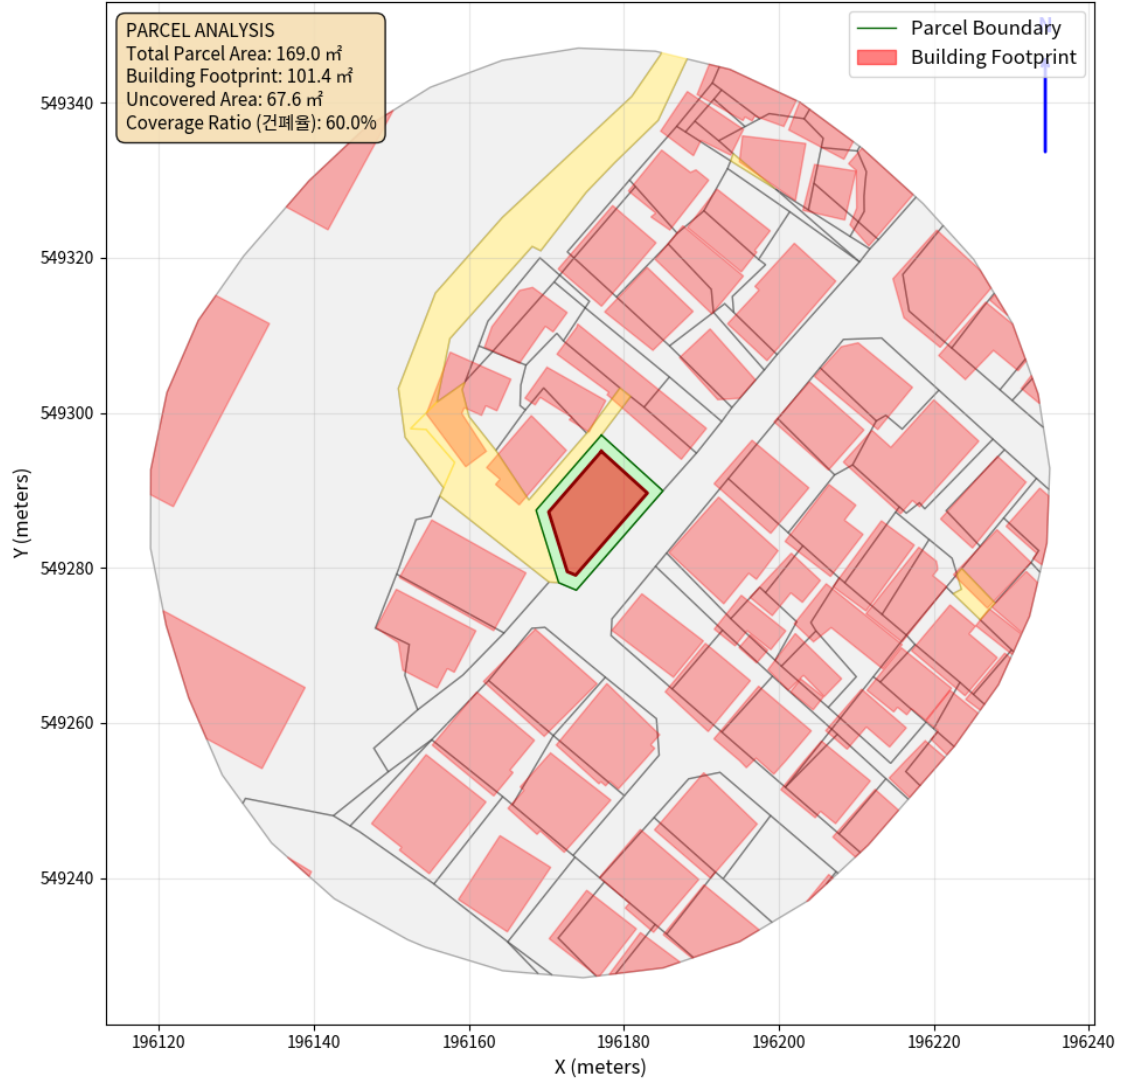 PARCEL ANALYSIS
Total Parcel Area: 169.0 ㎡
Building Footprint: 101.4 ㎡
Uncovered Area: 67.6 ㎡
Coverage Ratio (건폐율): 60.0%
Parcel Boundary
Building Footprint
N
549340
549320
549300
549280
549260
549240
Y (meters)
196120
196140
196160
196180
196200
196220
196240
X (meters)